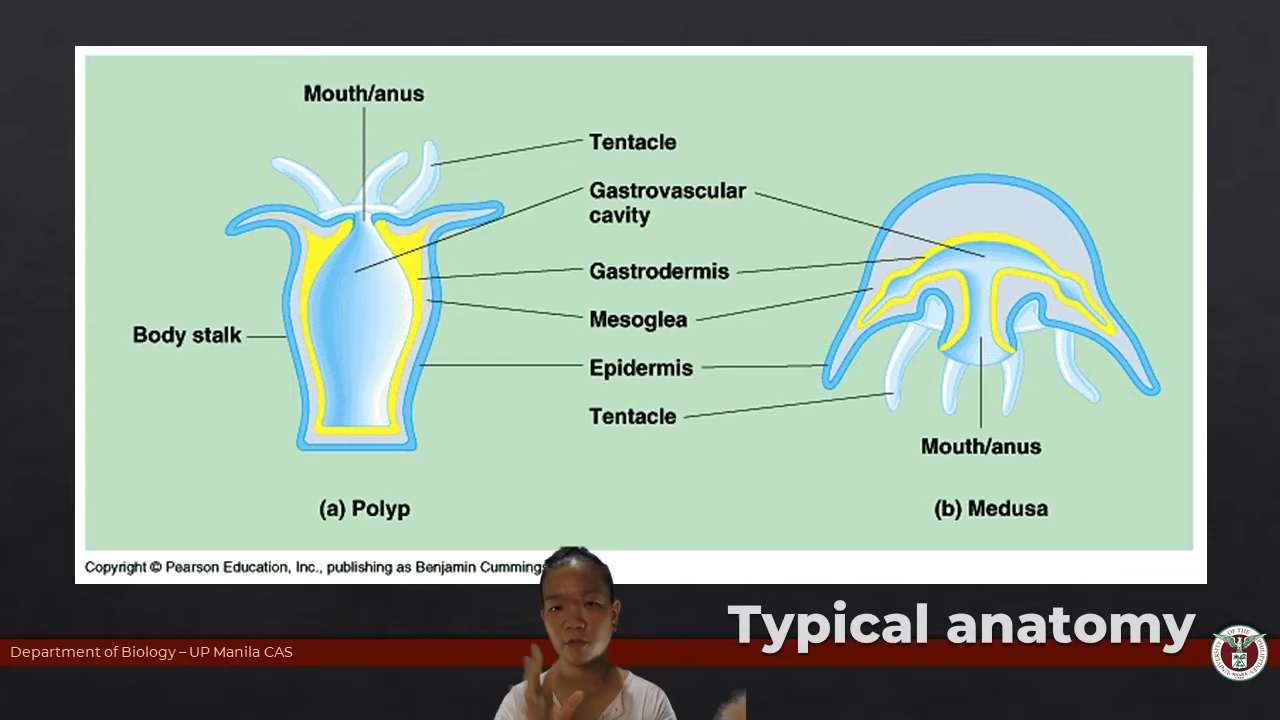 Mouth/anus
Tentacle
Gastrovascular
cavity
Gastrodermis
Mesoglea
Body stalk
Epidermis
Tentacle
Mouth/anus
(a) Polyp
(b) Medusa
Copyright © Pearson Education, Inc., publishing as Benjamin Cummings
Typical anatomy
Department of Biology – UP Manila CAS